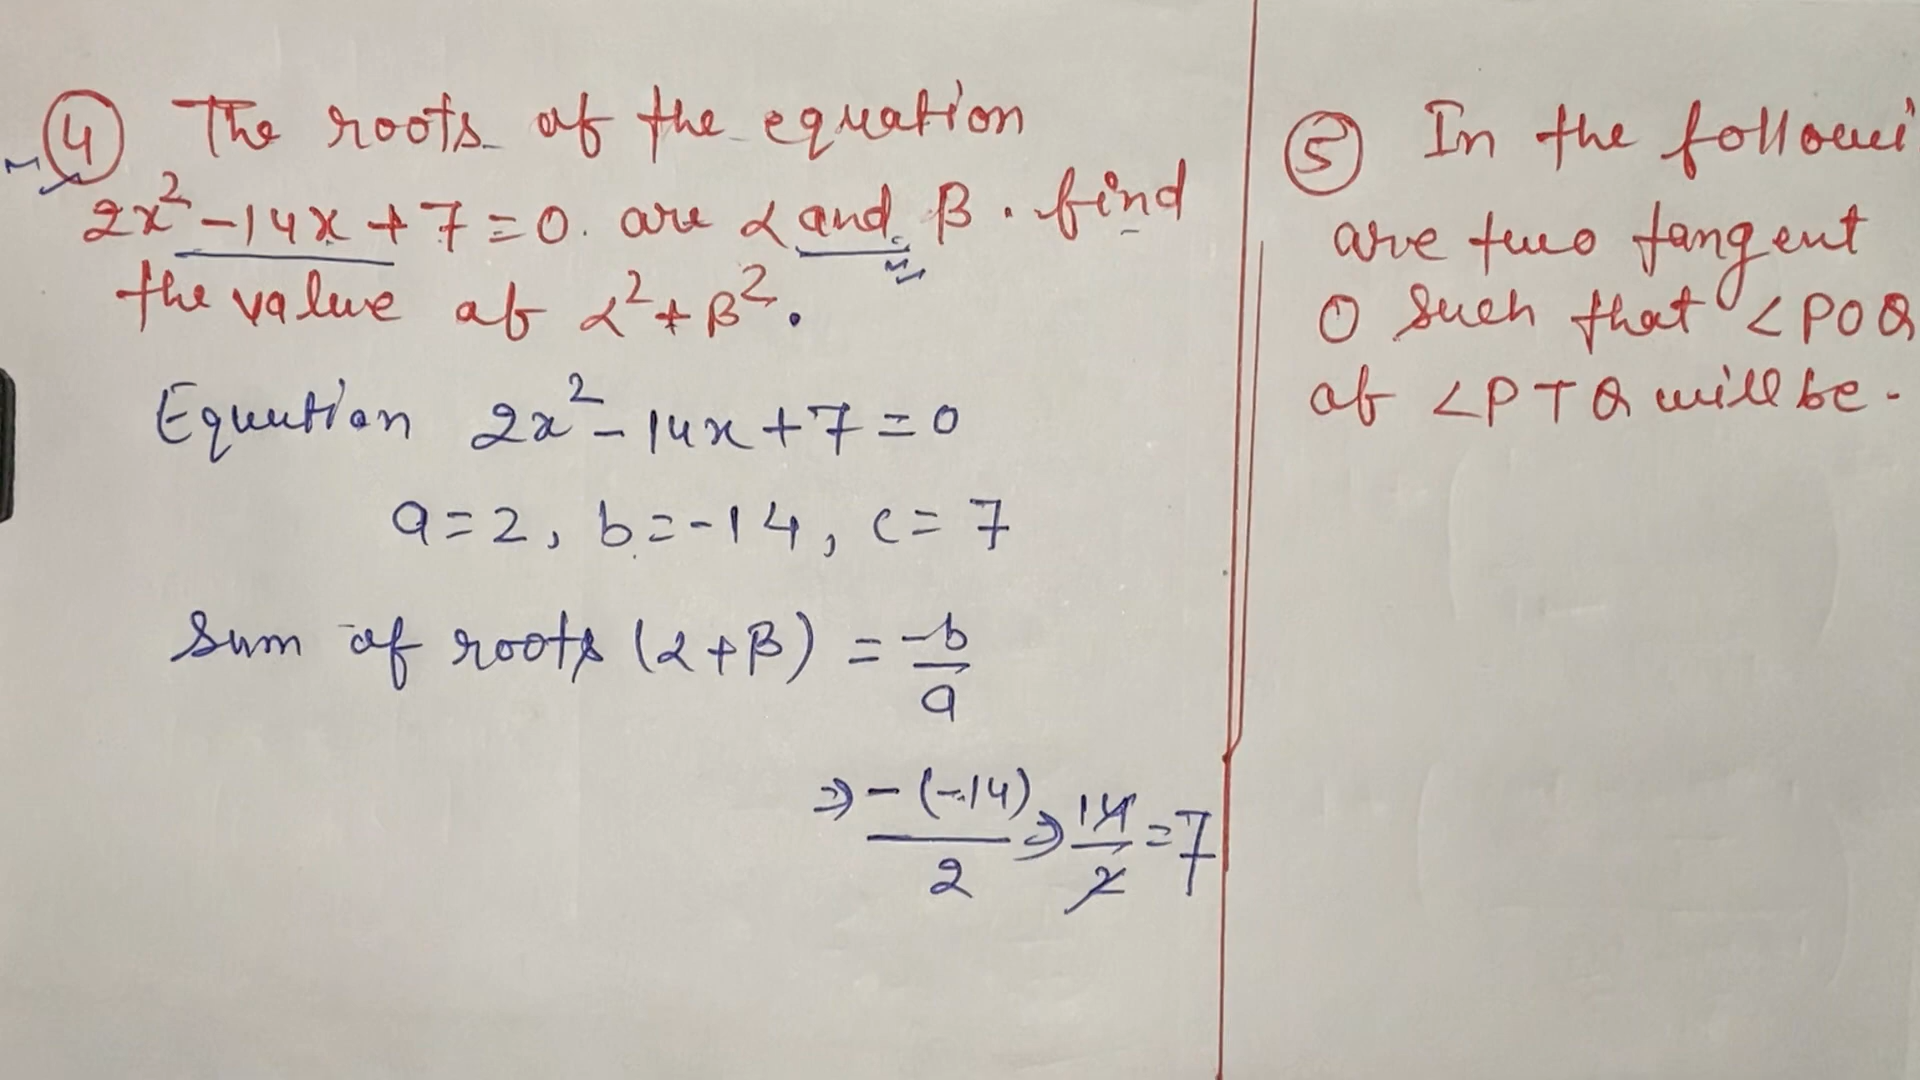 ④ The roots of the equation
2x² - 14x + 7 = 0. are α and β. find
the value of α² + β².
Equation 2x² - 14x + 7 = 0
a = 2, b = -14, c = 7
Sum of roots (α + β) = -b/a
⇒ -(-14)/2 ⇒ 14/2 = 7
⑤ In the followi
are two tangent
O such that ∠POQ
of ∠PTQ will be.